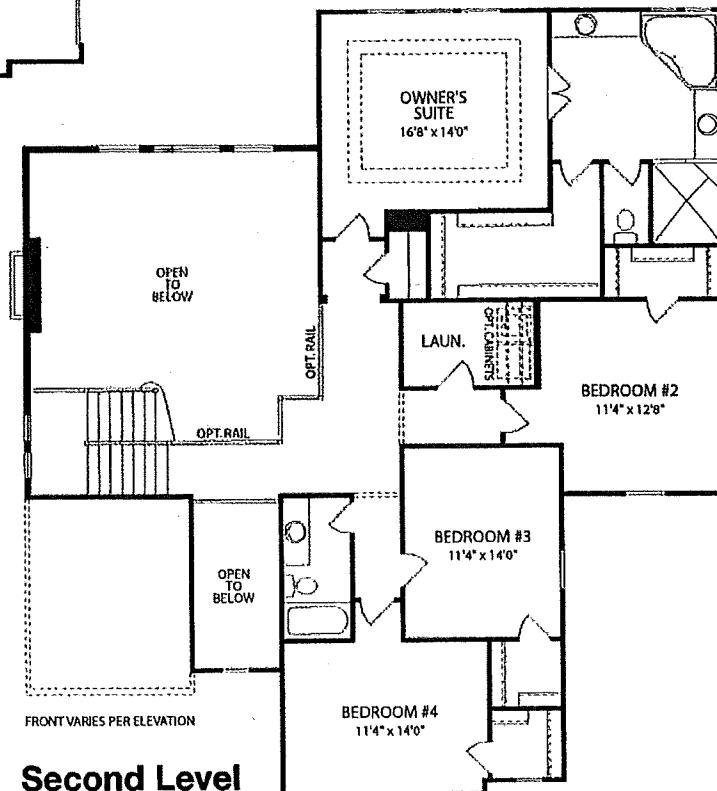 OWNER'S
SUITE
16'8" x 14'0"
OPEN
TO
BELOW
OPT. RAIL
LAUN.
OPT. CABINETS
BEDROOM #2
11'4" x 12'8"
OPT. RAIL
BEDROOM #3
11'4" x 14'0"
OPEN
TO
BELOW
FRONT VARIES PER ELEVATION
BEDROOM #4
11'4" x 14'0"
Second Level